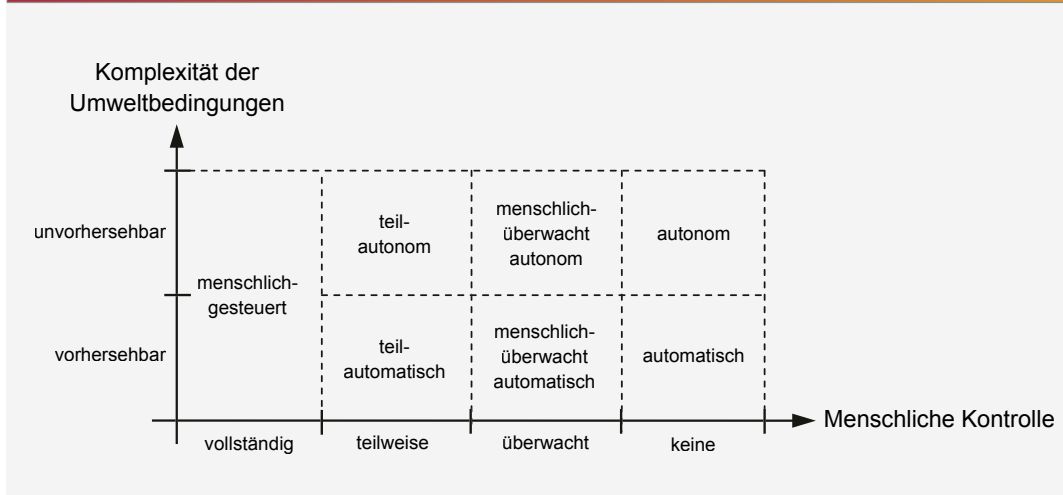 Komplexität der
Umweltbedingungen
unvorhersehbar
teil-
autonom
menschlich-
überwacht
autonom
autonom
menschlich-
gesteuert
vorhersehbar
teil-
automatisch
menschlich-
überwacht
automatisch
automatisch
Menschliche Kontrolle
vollständig
teilweise
überwacht
keine